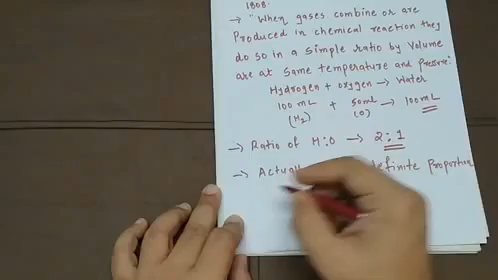 1808.
→ "When gases combine or are
Produced in chemical reaction they
do so in a simple ratio by Volume
are at same temperature and Pressure.
Hydrogen + oxygen → Water
100 mL + 50ml → 100mL
(H₂) (O)
→ Ratio of H:O → 2:1
→ Actuall definite Proportion